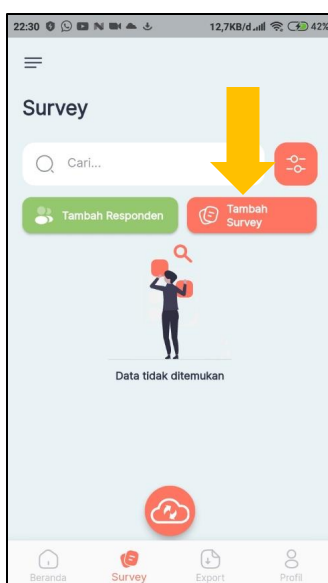 22:30 12,7KB/d 42%
Survey
Cari...
Tambah Responden
Tambah
Survey
Data tidak ditemukan
Beranda Survey Export Profil